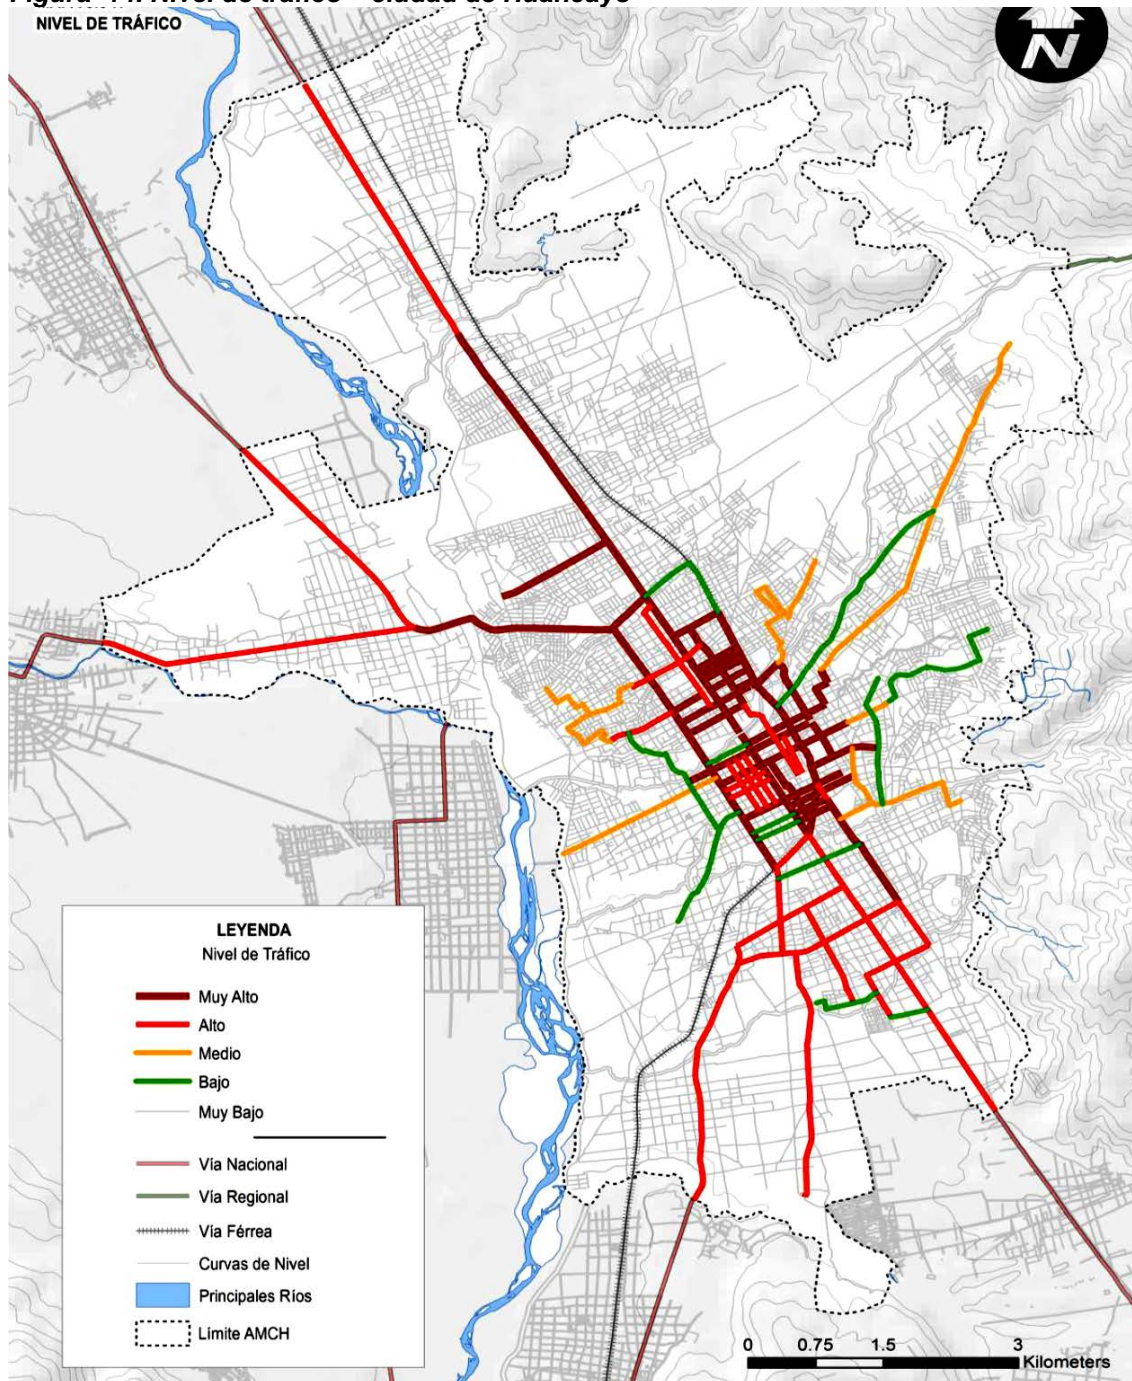 NIVEL DE TRÁFICO
N
LEYENDA
Nivel de Tráfico
Muy Alto
Alto
Medio
Bajo
Muy Bajo
Vía Nacional
Vía Regional
Vía Férrea
Curvas de Nivel
Principales Ríos
Límite AMCH
0 0.75 1.5 3
Kilometers